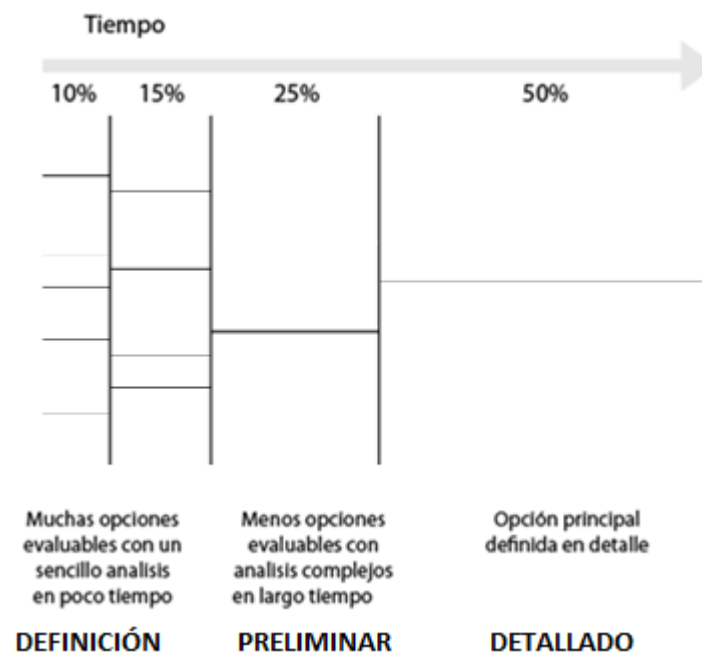 Tiempo
10% 15% 25% 50%
Muchas opciones
evaluables con un
sencillo analisis
en poco tiempo
Menos opciones
evaluables con
analisis complejos
en largo tiempo
Opción principal
definida en detalle
DEFINICIÓN PRELIMINAR DETALLADO